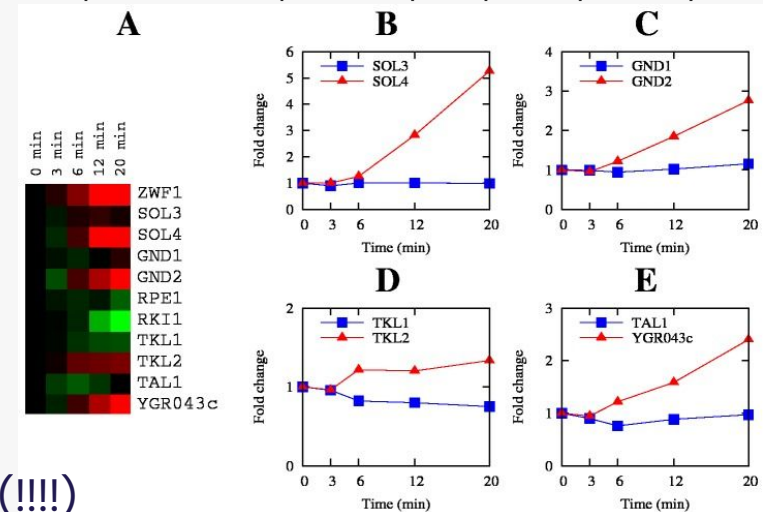 A
0 min
3 min
6 min
12 min
20 min
ZWF1
SOL3
SOL4
GND1
GND2
RPE1
RKI1
TKL1
TKL2
TAL1
YGR043c
B
SOL3
SOL4
Fold change
6
5
4
3
2
1
0
0 3 6 12 20
Time (min)
C
GND1
GND2
Fold change
4
3
2
1
0
0 3 6 12 20
Time (min)
D
TKL1
TKL2
Fold change
2
1
0
0 3 6 12 20
Time (min)
E
TAL1
YGR043c
Fold change
3
2
1
0
0 3 6 12 20
Time (min)
(!!!!)